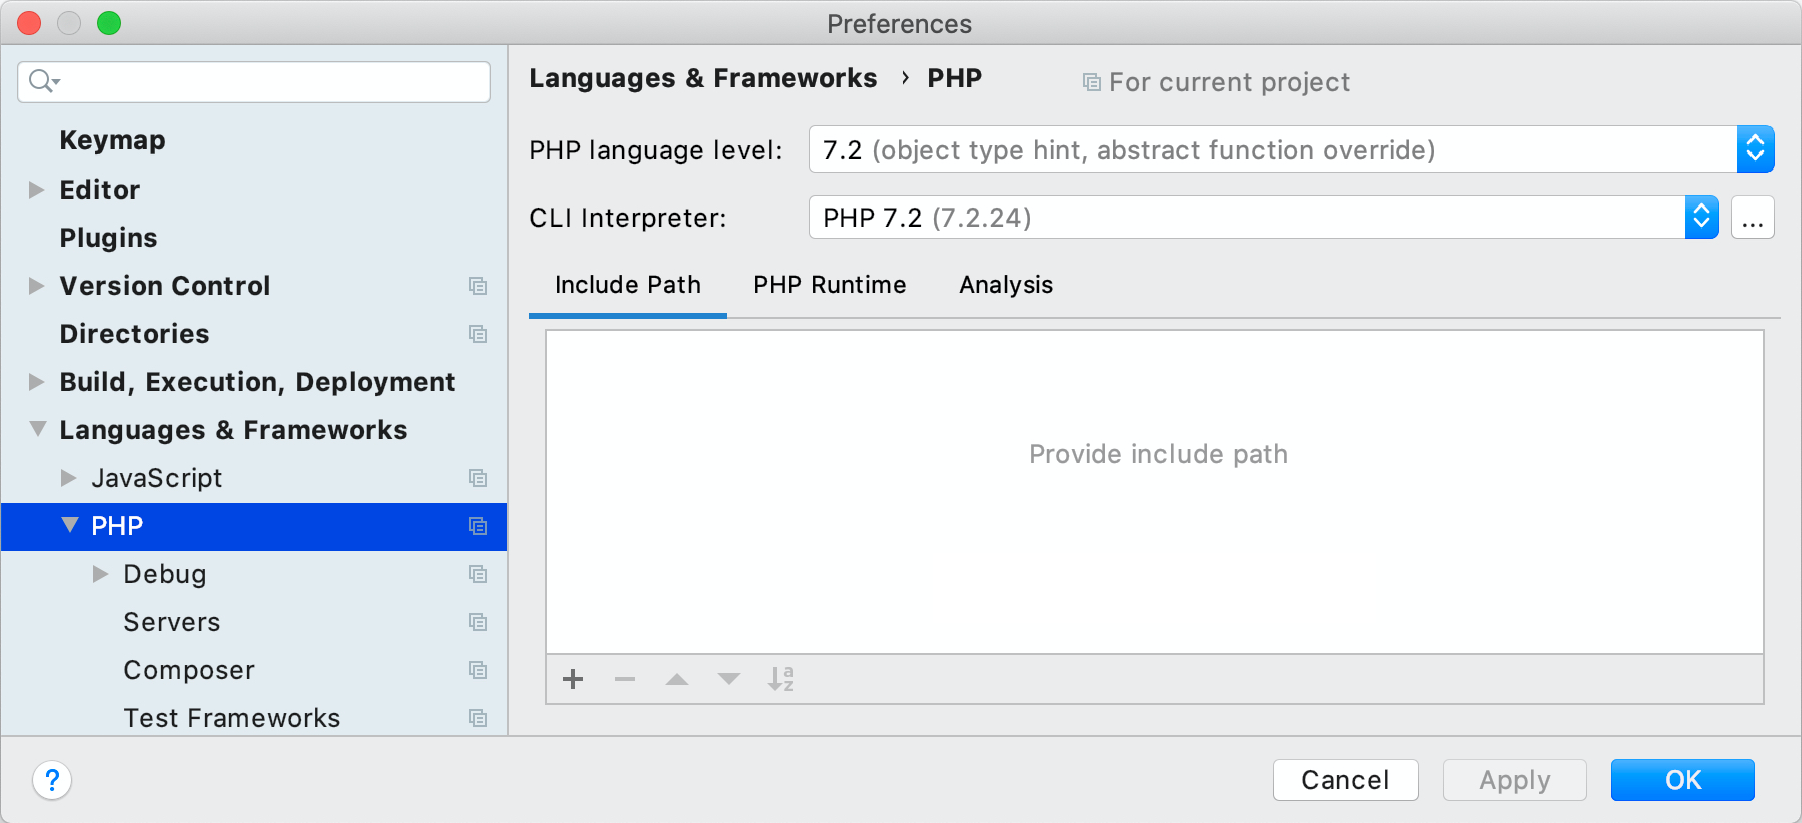 Preferences
Keymap
Editor
Plugins
Version Control
Directories
Build, Execution, Deployment
Languages & Frameworks
JavaScript
PHP
Debug
Servers
Composer
Test Frameworks
Languages & Frameworks › PHP
For current project
PHP language level: 7.2 (object type hint, abstract function override)
CLI Interpreter: PHP 7.2 (7.2.24) ...
Include Path PHP Runtime Analysis
Provide include path
a
z
? Cancel Apply OK